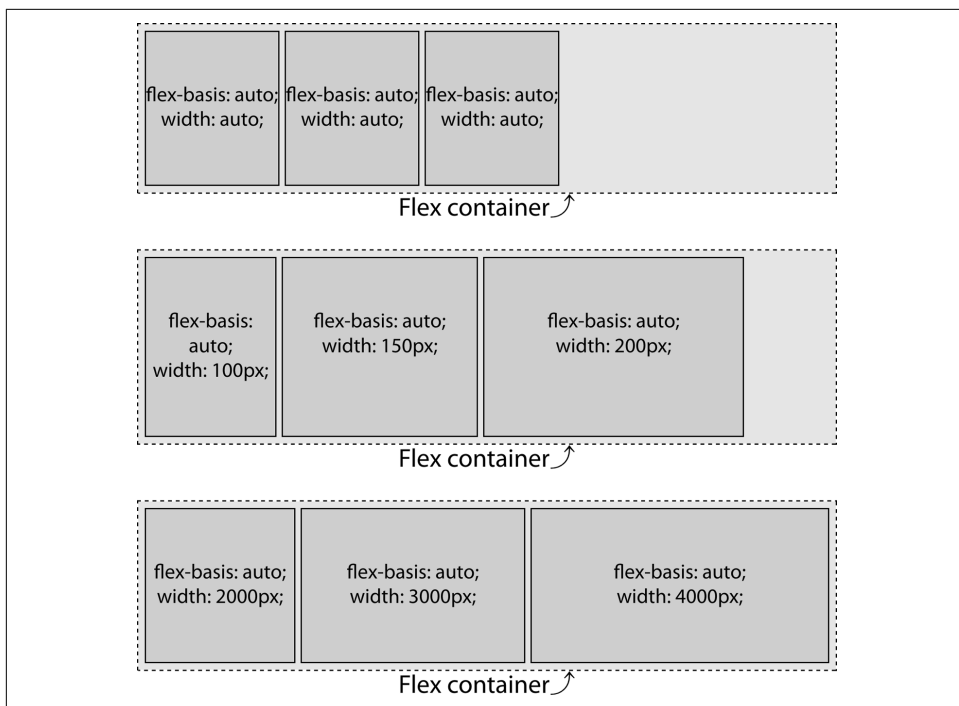 flex-basis: auto; flex-basis: auto; flex-basis: auto;
width: auto; width: auto; width: auto;
Flex container
flex-basis:
auto;
width: 100px;
flex-basis: auto;
width: 150px;
flex-basis: auto;
width: 200px;
Flex container
flex-basis: auto;
width: 2000px;
flex-basis: auto;
width: 3000px;
flex-basis: auto;
width: 4000px;
Flex container